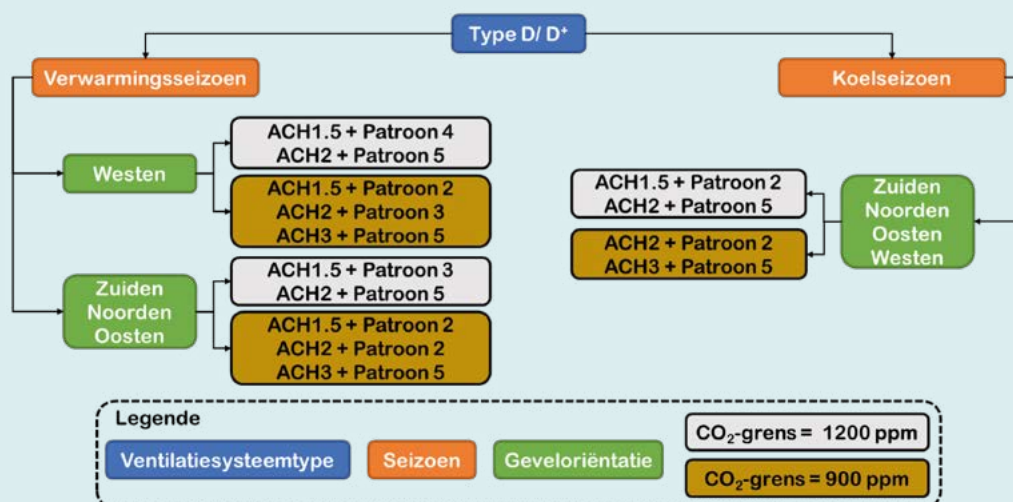 Type D/ D⁺
Verwarmingsseizoen
Koelseizoen
Westen
ACH1.5 + Patroon 4
ACH2 + Patroon 5
ACH1.5 + Patroon 2
ACH2 + Patroon 3
ACH3 + Patroon 5
Zuiden
Noorden
Oosten
ACH1.5 + Patroon 3
ACH2 + Patroon 5
ACH1.5 + Patroon 2
ACH2 + Patroon 2
ACH3 + Patroon 5
ACH1.5 + Patroon 2
ACH2 + Patroon 5
ACH2 + Patroon 2
ACH3 + Patroon 5
Zuiden
Noorden
Oosten
Westen
Legende
Ventilatiesysteemtype
Seizoen
Geveloriëntatie
CO₂-grens = 1200 ppm
CO₂-grens = 900 ppm